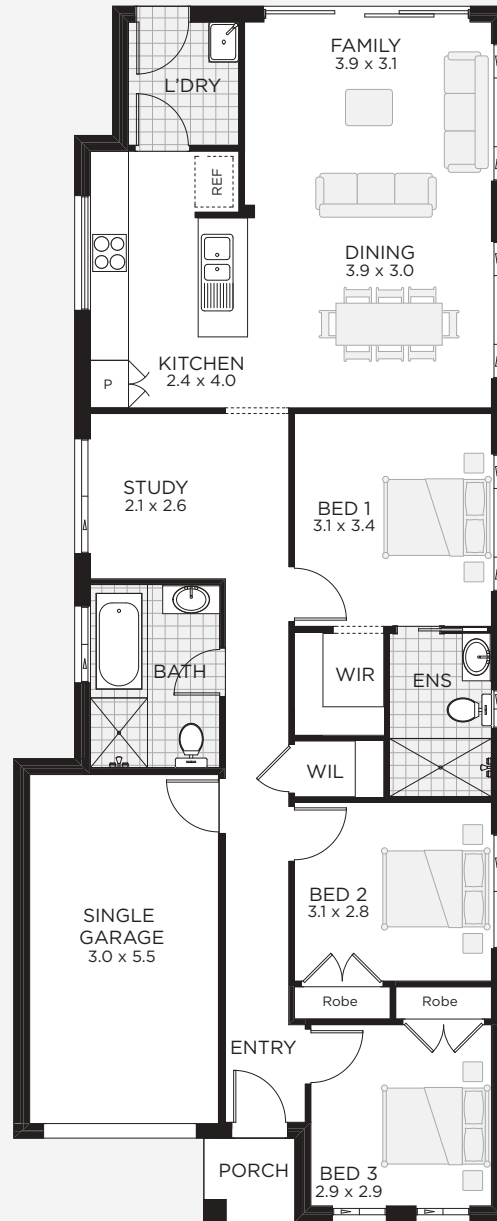 FAMILY
3.9 x 3.1
L'DRY
REF
DINING
3.9 x 3.0
KITCHEN
2.4 x 4.0
P
STUDY
2.1 x 2.6
BED 1
3.1 x 3.4
BATH
WIR
ENS
WIL
BED 2
3.1 x 2.8
SINGLE
GARAGE
3.0 x 5.5
Robe
Robe
ENTRY
PORCH
BED 3
2.9 x 2.9